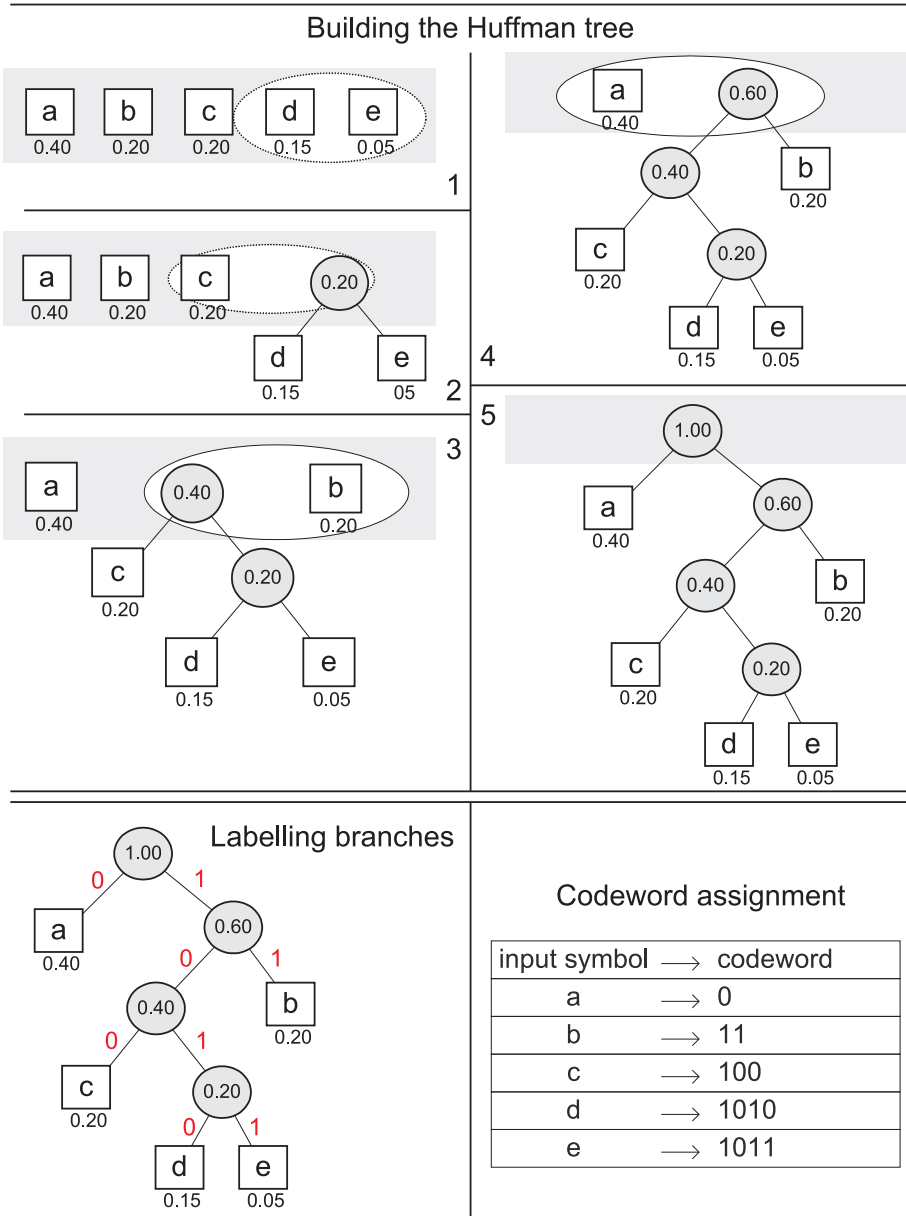 Building the Huffman tree
a b c d e
0.40 0.20 0.20 0.15 0.05
1
a b c 0.20
0.40 0.20 0.20
d e
0.15 05
2
3
a 0.40 b
0.40 0.20
c 0.20
0.20
d e
0.15 0.05
a 0.60
0.40
0.40 b
0.20
c 0.20
0.20
d e
0.15 0.05
4
5
1.00
a 0.60
0.40
0.40 b
0.20
c 0.20
0.20
d e
0.15 0.05
Labelling branches
1.00
0 1
a 0.60
0.40
0 1
0.40 b
0.20
0 1
c 0.20
0.20
0 1
d e
0.15 0.05
Codeword assignment
input symbol → codeword
a → 0
b → 11
c → 100
d → 1010
e → 1011